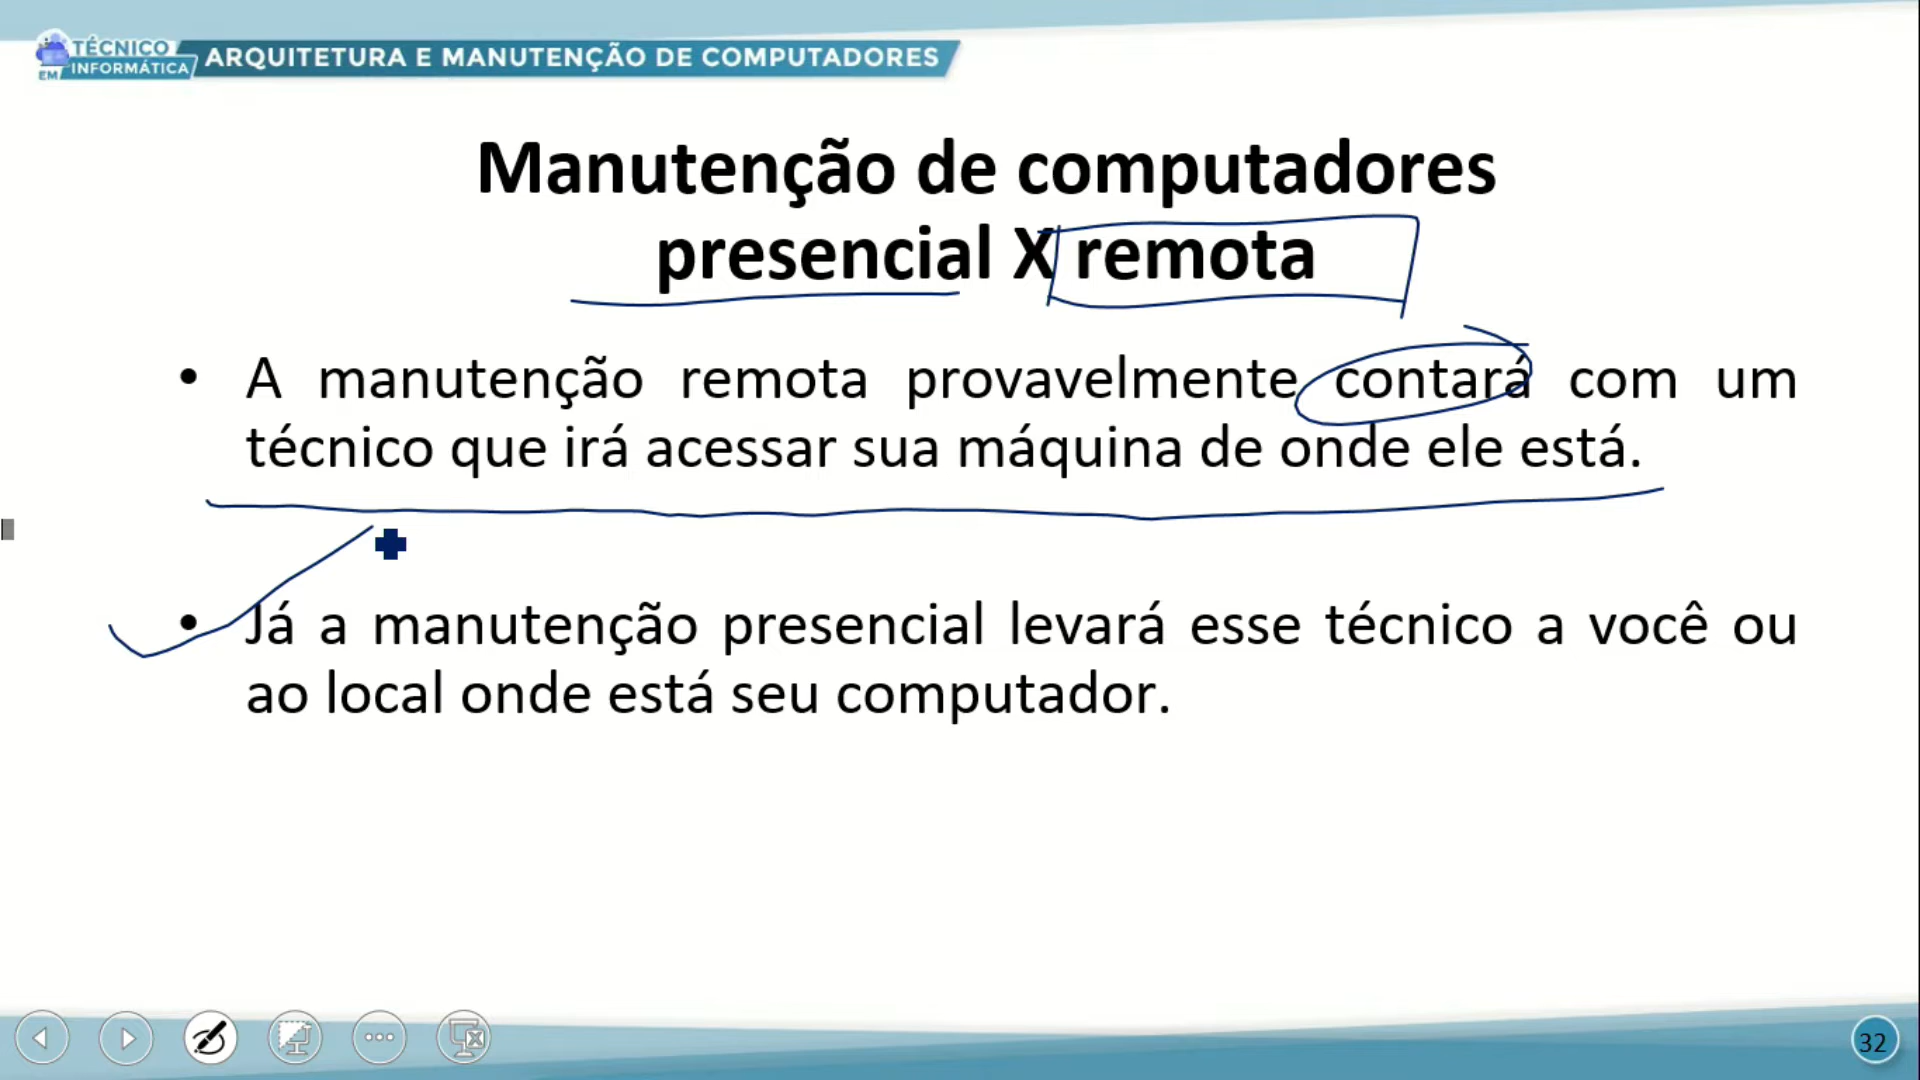 TÉCNICO
EM INFORMÁTICA
ARQUITETURA E MANUTENÇÃO DE COMPUTADORES
Manutenção de computadores
presencial X remota
• A manutenção remota provavelmente contará com um
técnico que irá acessar sua máquina de onde ele está.
• Já a manutenção presencial levará esse técnico a você ou
ao local onde está seu computador.
32